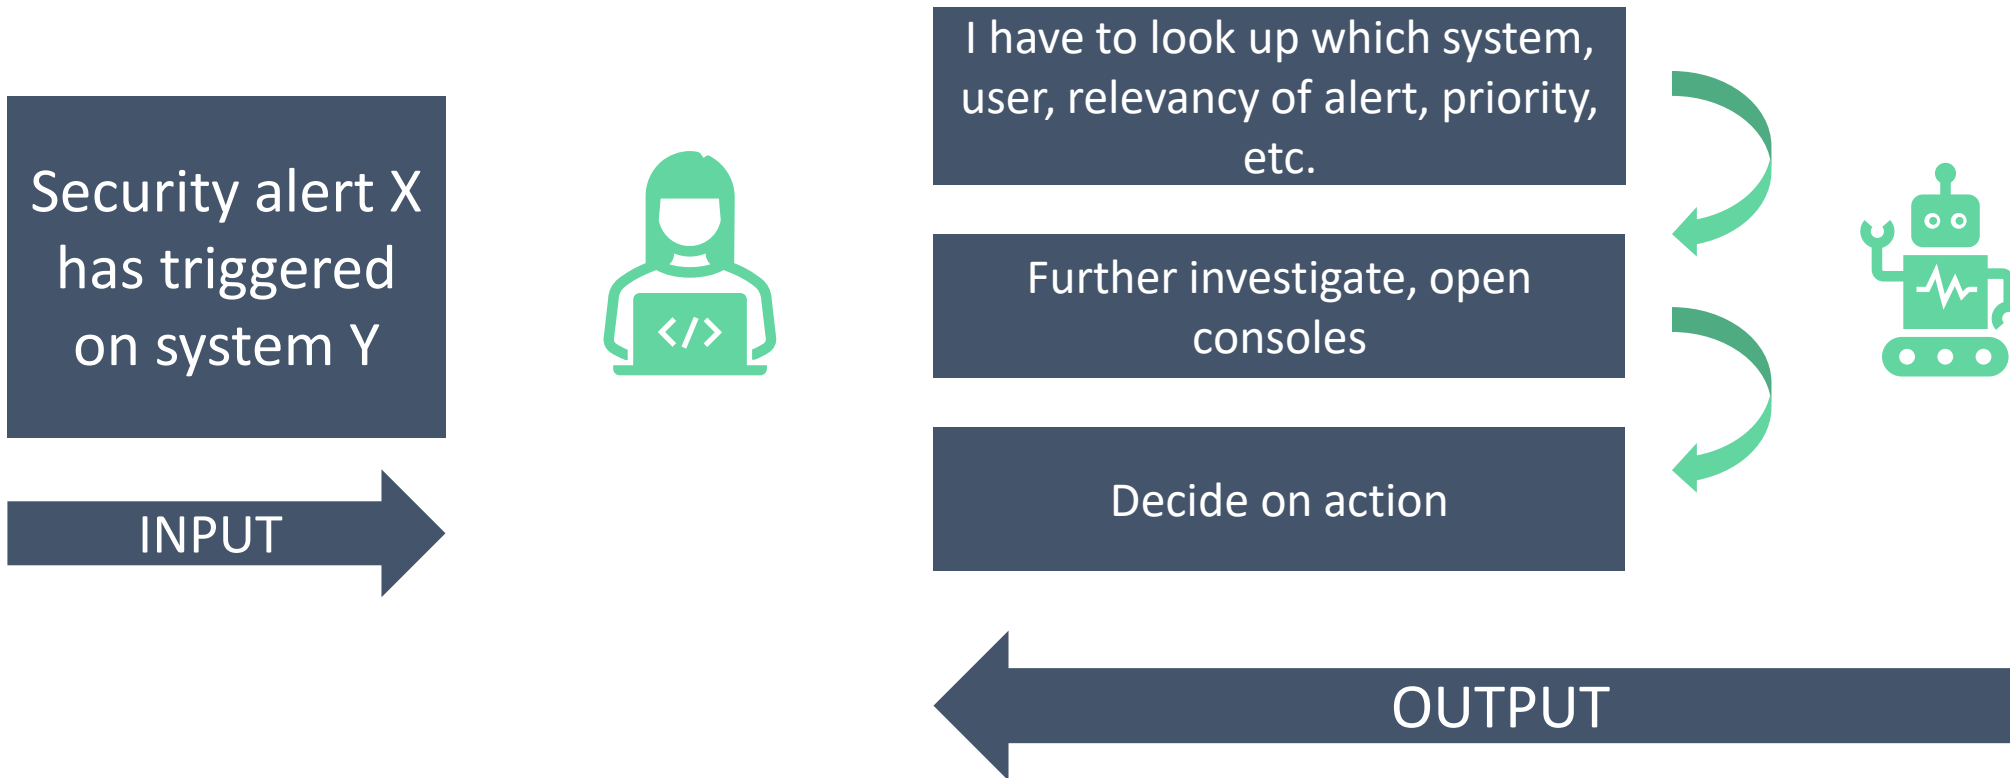 Security alert X
has triggered
on system Y
INPUT
I have to look up which system,
user, relevancy of alert, priority,
etc.
Further investigate, open
consoles
Decide on action
OUTPUT
</>